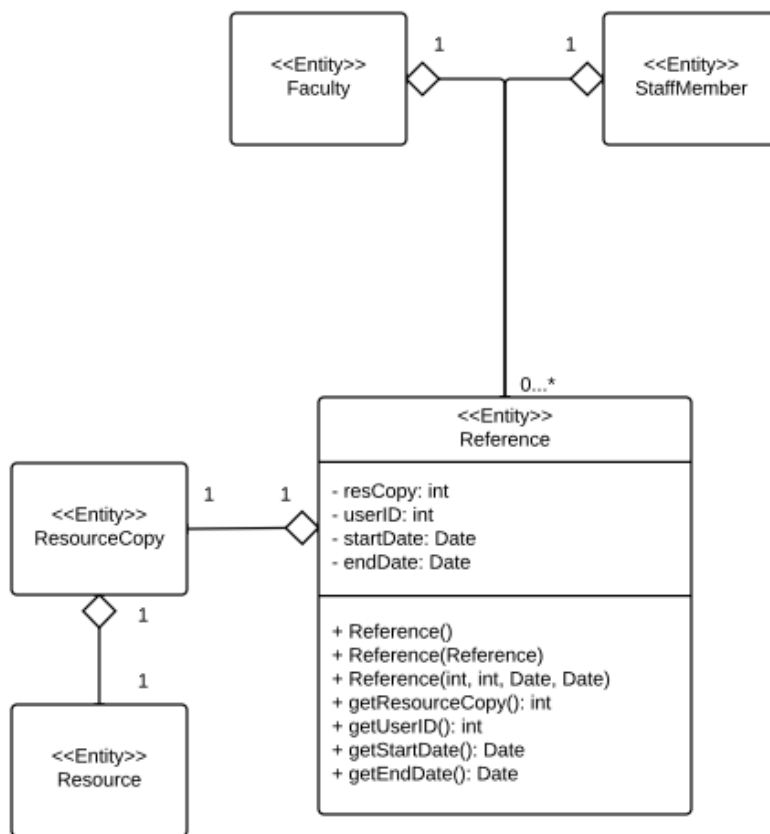 <<Entity>>
Faculty
1
1
<<Entity>>
StaffMember
0...*
<<Entity>>
Reference
- resCopy: int
- userID: int
- startDate: Date
- endDate: Date
+ Reference()
+ Reference(Reference)
+ Reference(int, int, Date, Date)
+ getResourceCopy(): int
+ getUserID(): int
+ getStartDate(): Date
+ getEndDate(): Date
<<Entity>>
ResourceCopy
1
1
1
1
<<Entity>>
Resource